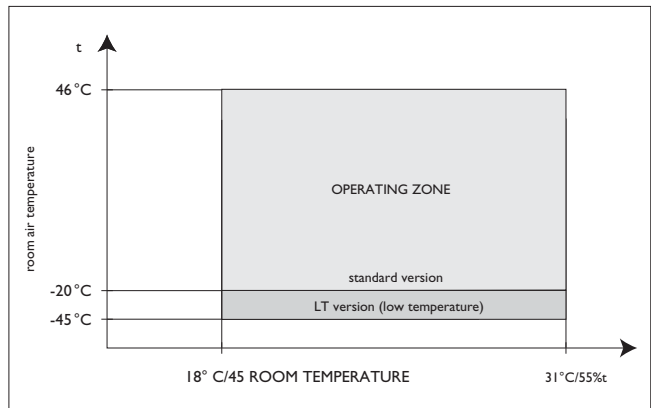 t
46°C
room air temperature
OPERATING ZONE
standard version
-20°C
LT version (low temperature)
-45°C
18° C/45 ROOM TEMPERATURE
31°C/55%t